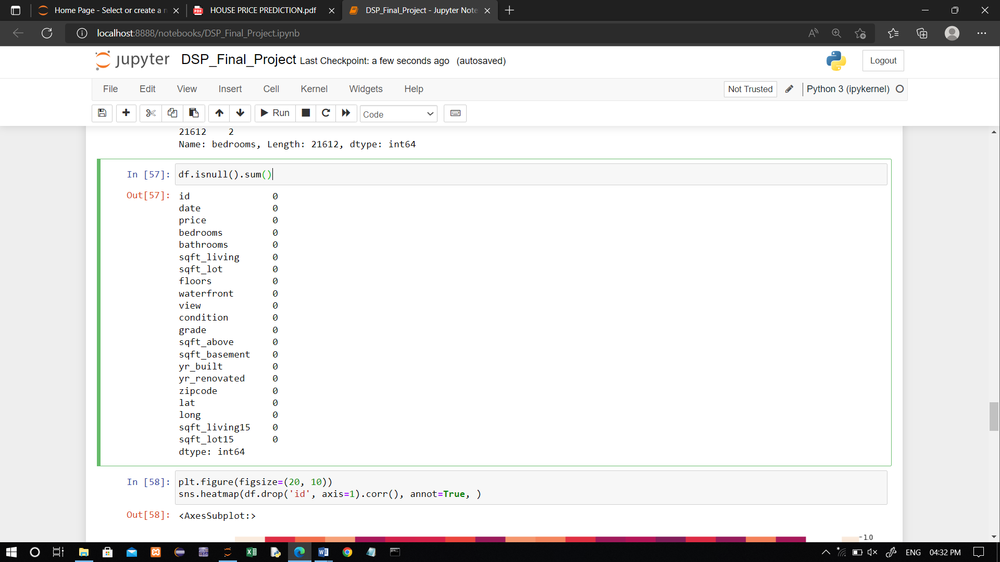 Home Page - Select or create a n
HOUSE PRICE PREDICTION.pdf
DSP_Final_Project - Jupyter Note
localhost:8888/notebooks/DSP_Final_Project.ipynb
jupyter DSP_Final_Project Last Checkpoint: a few seconds ago (autosaved)
Logout
File Edit View Insert Cell Kernel Widgets Help
Not Trusted
Python 3 (ipykernel)
Run
Code
21612    2
Name: bedrooms, Length: 21612, dtype: int64
In [57]: df.isnull().sum()
Out[57]: id 0
date 0
price 0
bedrooms 0
bathrooms 0
sqft_living 0
sqft_lot 0
floors 0
waterfront 0
view 0
condition 0
grade 0
sqft_above 0
sqft_basement 0
yr_built 0
yr_renovated 0
zipcode 0
lat 0
long 0
sqft_living15 0
sqft_lot15 0
dtype: int64
In [58]: plt.figure(figsize=(20, 10))
sns.heatmap(df.drop('id', axis=1).corr(), annot=True, )
Out[58]: <AxesSubplot:>
1.0
ENG 04:32 PM